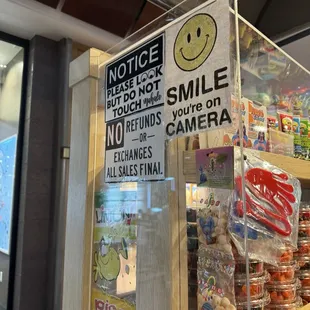 NOTICE
PLEASE LOOK
BUT DO NOT
TOUCH
NO REFUNDS
OR
EXCHANGES
ALL SALES FINAL
SMILE
you're on
CAMERA